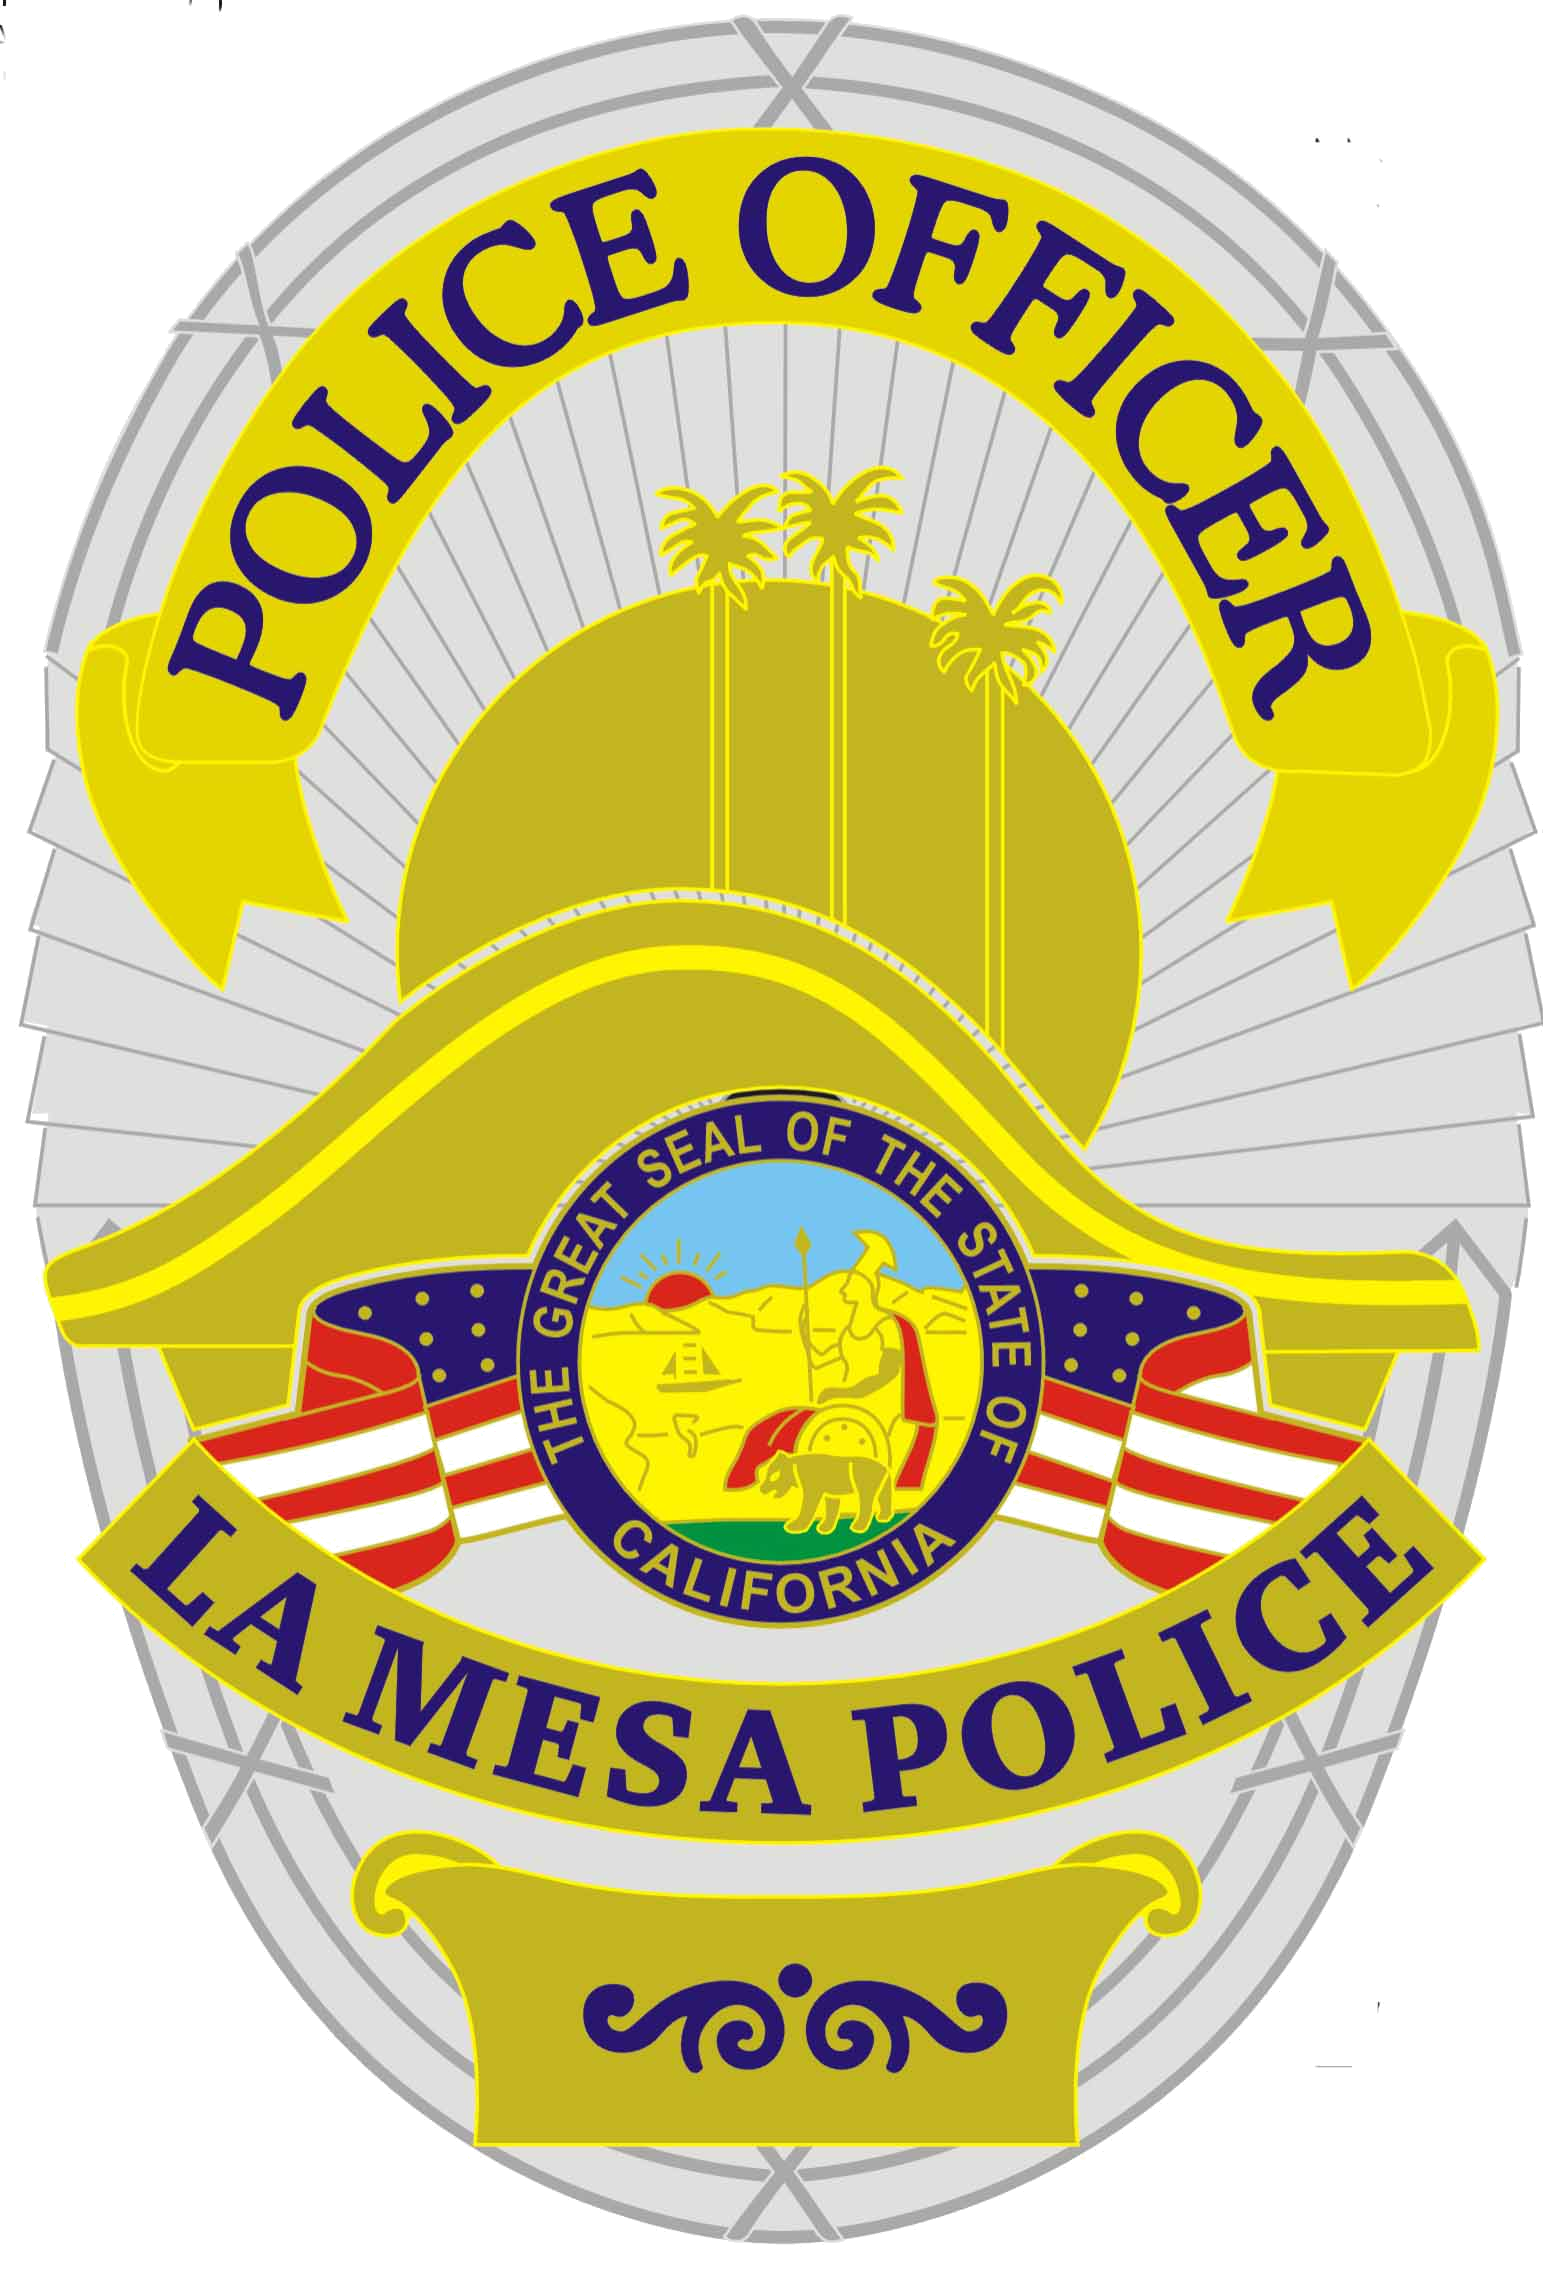 POLICE OFFICER
THE GREAT SEAL OF THE STATE OF
CALIFORNIA
LA MESA POLICE